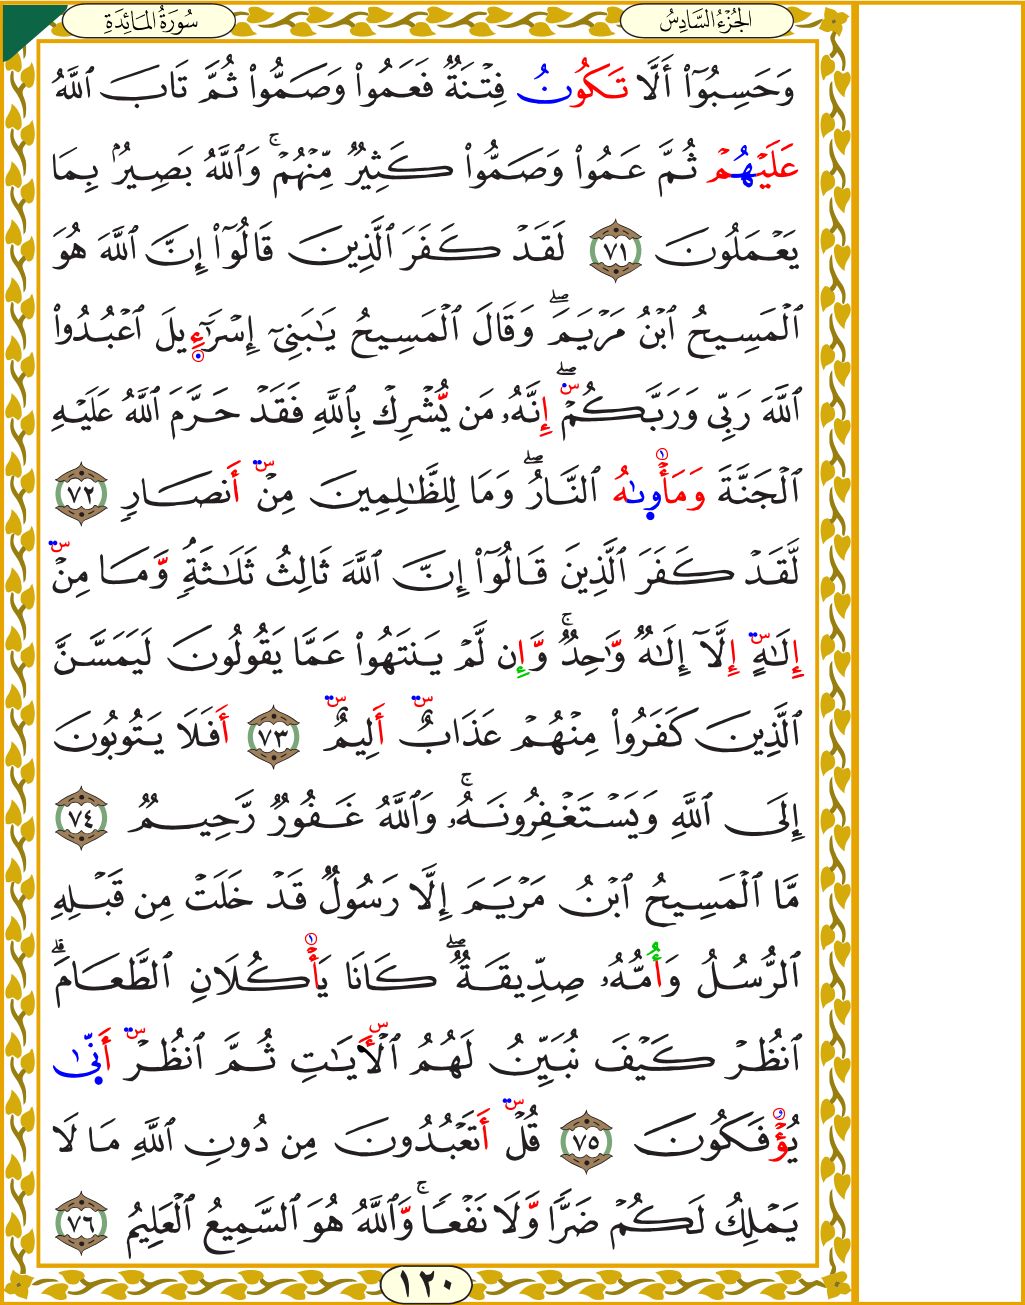 الجُزْءُ السَّادِسُ
سُورَةُ المَائِدَةِ
وَحَسِبُوٓا۟ أَلَّا تَكُونُ فِتْنَةٌ فَعَمُوا۟ وَصَمُّوا۟ ثُمَّ تَابَ ٱللَّهُ
عَلَيْهُمْ ثُمَّ عَمُوا۟ وَصَمُّوا۟ كَثِيرٌ مِّنْهُمْ ۚ وَٱللَّهُ بَصِيرٌۢ بِمَا
يَعْمَلُونَ ٧١ لَقَدْ كَفَرَ ٱلَّذِينَ قَالُوٓا۟ إِنَّ ٱللَّهَ هُوَ
ٱلْمَسِيحُ ٱبْنُ مَرْيَمَ ۖ وَقَالَ ٱلْمَسِيحُ يَٰبَنِىٓ إِسْرَٰٓءِيلَ ٱعْبُدُوا۟
ٱللَّهَ رَبِّى وَرَبَّكُمْ ۖ إِنَّهُۥ مَن يُّشْرِكْ بِٱللَّهِ فَقَدْ حَرَّمَ ٱللَّهُ عَلَيْهِ
ٱلْجَنَّةَ وَمَأْوىٰهُ ٱلنَّارُ ۖ وَمَا لِلظَّٰلِمِينَ مِنْ أَنصَارٍ ٧٢
لَّقَدْ كَفَرَ ٱلَّذِينَ قَالُوٓا۟ إِنَّ ٱللَّهَ ثَالِثُ ثَلَٰثَةٍۘ وَّمَا مِنْ
إِلَٰهٍ إِلَّآ إِلَٰهٌ وَّٰحِدٌ ۚ وَّإِن لَّمْ يَنتَهُوا۟ عَمَّا يَقُولُونَ لَيَمَسَّنَّ
ٱلَّذِينَ كَفَرُوا۟ مِنْهُمْ عَذَابٌ أَلِيمٌ ٧٣ أَفَلَا يَتُوبُونَ
إِلَى ٱللَّهِ وَيَسْتَغْفِرُونَهُۥ ۚ وَٱللَّهُ غَفُورٌ رَّحِيمٌ ٧٤
مَّا ٱلْمَسِيحُ ٱبْنُ مَرْيَمَ إِلَّا رَسُولٌ قَدْ خَلَتْ مِن قَبْلِهِ
ٱلرُّسُلُ وَأُمُّهُۥ صِدِّيقَةٌ ۖ كَانَا يَأْكُلَانِ ٱلطَّعَامَ ۗ
ٱنظُرْ كَيْفَ نُبَيِّنُ لَهُمُ ٱلْأَيَٰتِ ثُمَّ ٱنظُرْ أَنّىٰ
يُؤْفَكُونَ ٧٥ قُلْ أَتَعْبُدُونَ مِن دُونِ ٱللَّهِ مَا لَا
يَمْلِكُ لَكُمْ ضَرًّا وَّلَا نَفْعًا ۚ وَّٱللَّهُ هُوَ ٱلسَّمِيعُ ٱلْعَلِيمُ ٧٦
١٢٠